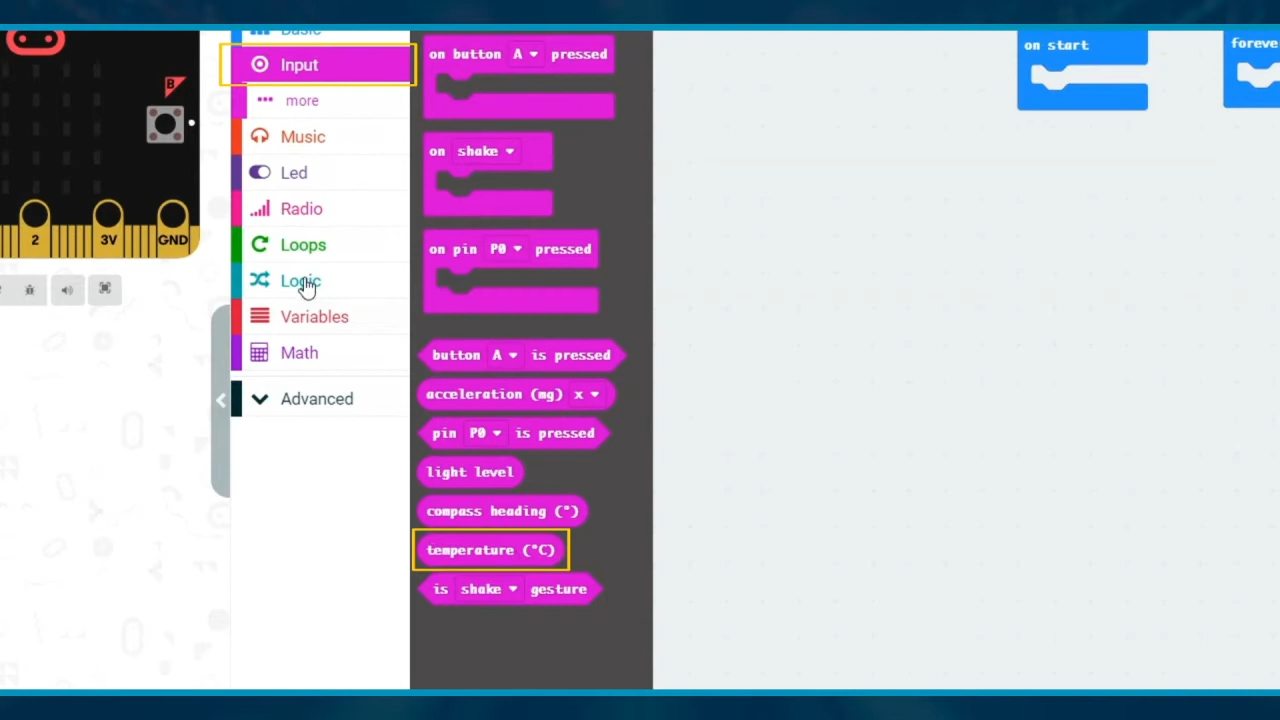 Basic
Input
more
Music
Led
Radio
Loops
Logic
Variables
Math
Advanced
B
2
3V
GND
on button A pressed
on shake
on pin P0 pressed
button A is pressed
acceleration (mg) x
pin P0 is pressed
light level
compass heading (°)
temperature (°C)
is shake gesture
on start
foreve